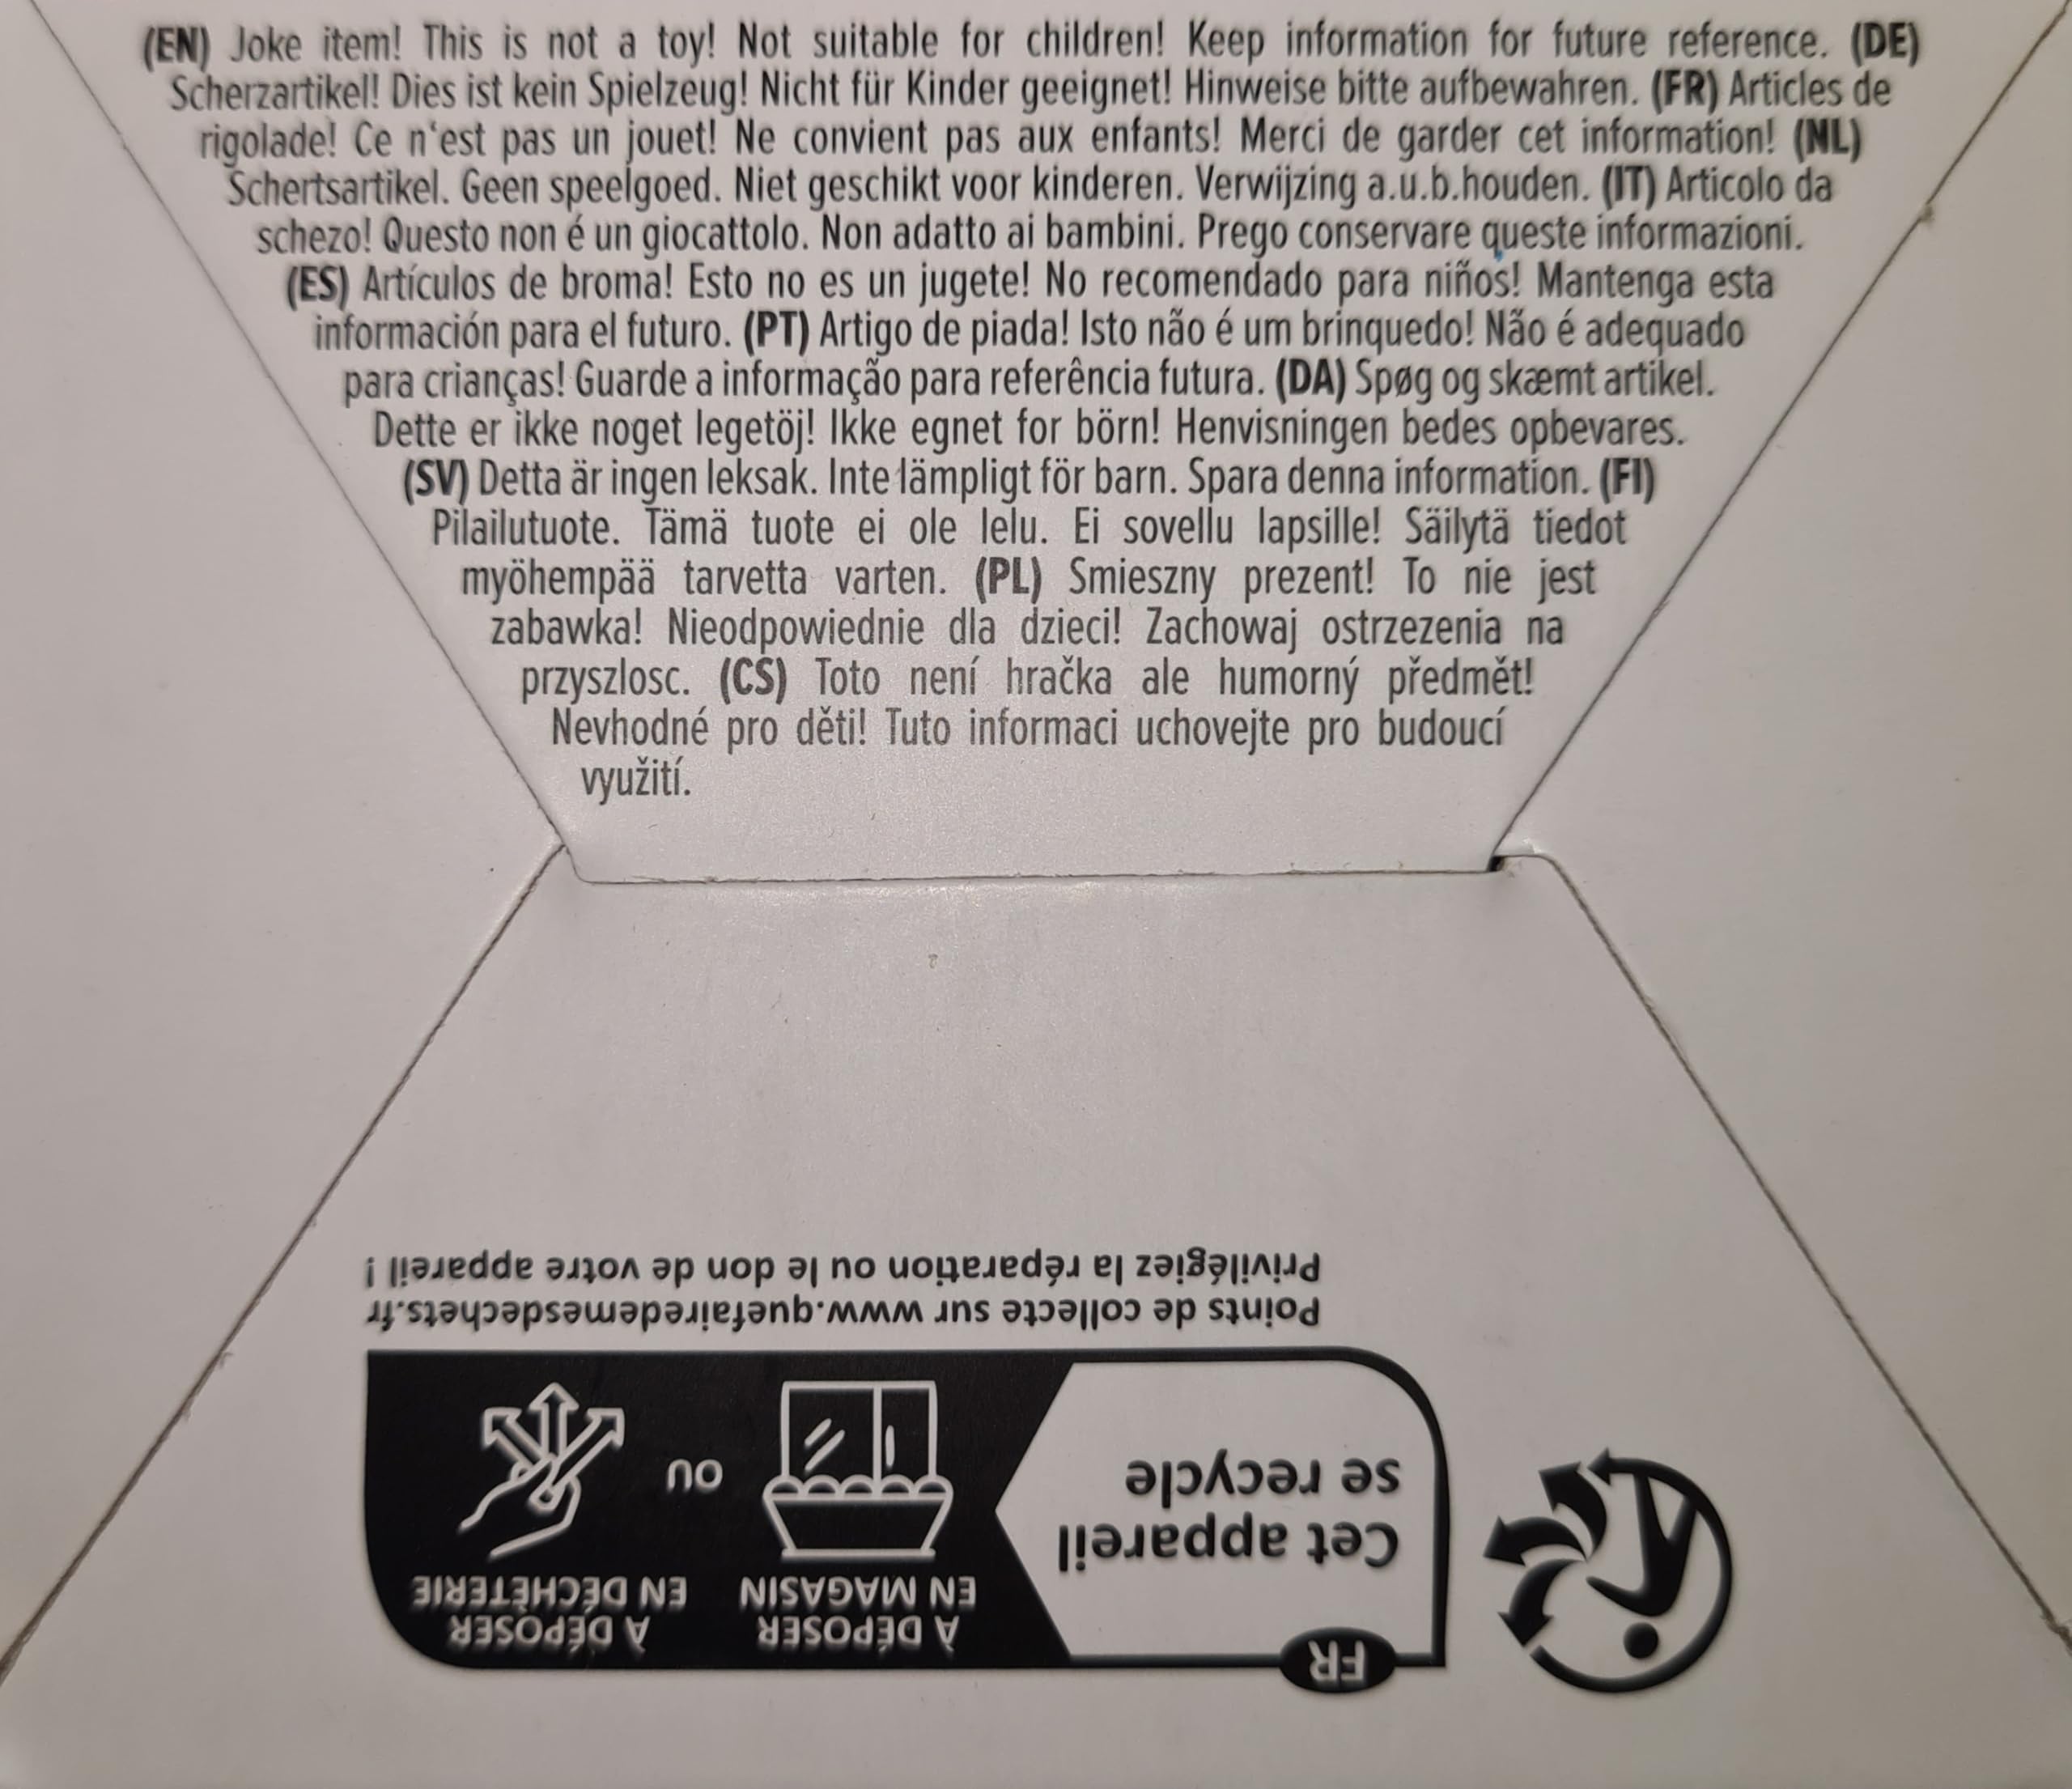 (EN) Joke item! This is not a toy! Not suitable for children! Keep information for future reference. (DE)
Scherzartikel! Dies ist kein Spielzeug! Nicht für Kinder geeignet! Hinweise bitte aufbewahren. (FR) Articles de
rigolade! Ce n'est pas un jouet! Ne convient pas aux enfants! Merci de garder cet information! (NL)
Schertsartikel. Geen speelgoed. Niet geschikt voor kinderen. Verwijzing a.u.b.houden. (IT) Articolo da
schezo! Questo non é un giocattolo. Non adatto ai bambini. Prego conservare queste informazioni.
(ES) Artículos de broma! Esto no es un jugete! No recomendado para niños! Mantenga esta
información para el futuro. (PT) Artigo de piada! Isto não é um brinquedo! Não é adequado
para crianças! Guarde a informação para referência futura. (DA) Spøg og skæmt artikel.
Dette er ikke noget legetöj! Ikke egnet for börn! Henvisningen bedes opbevares.
(SV) Detta är ingen leksak. Inte lämpligt för barn. Spara denna information. (FI)
Pilailutuote. Tämä tuote ei ole lelu. Ei sovellu lapsille! Säilytä tiedot
myöhempää tarvetta varten. (PL) Smieszny prezent! To nie jest
zabawka! Nieodpowiednie dla dzieci! Zachowaj ostrzezenia na
przyszlosc. (CS) Toto není hračka ale humorný předmět!
Nevhodné pro děti! Tuto informaci uchovejte pro budoucí
využití.
FR
Cet appareil
se recycle
À DÉPOSER
EN MAGASIN
OU
À DÉPOSER
EN DÉCHÈTERIE
Points de collecte sur www.quefairedemesdechets.fr
Privilégiez la réparation ou le don de votre appareil !